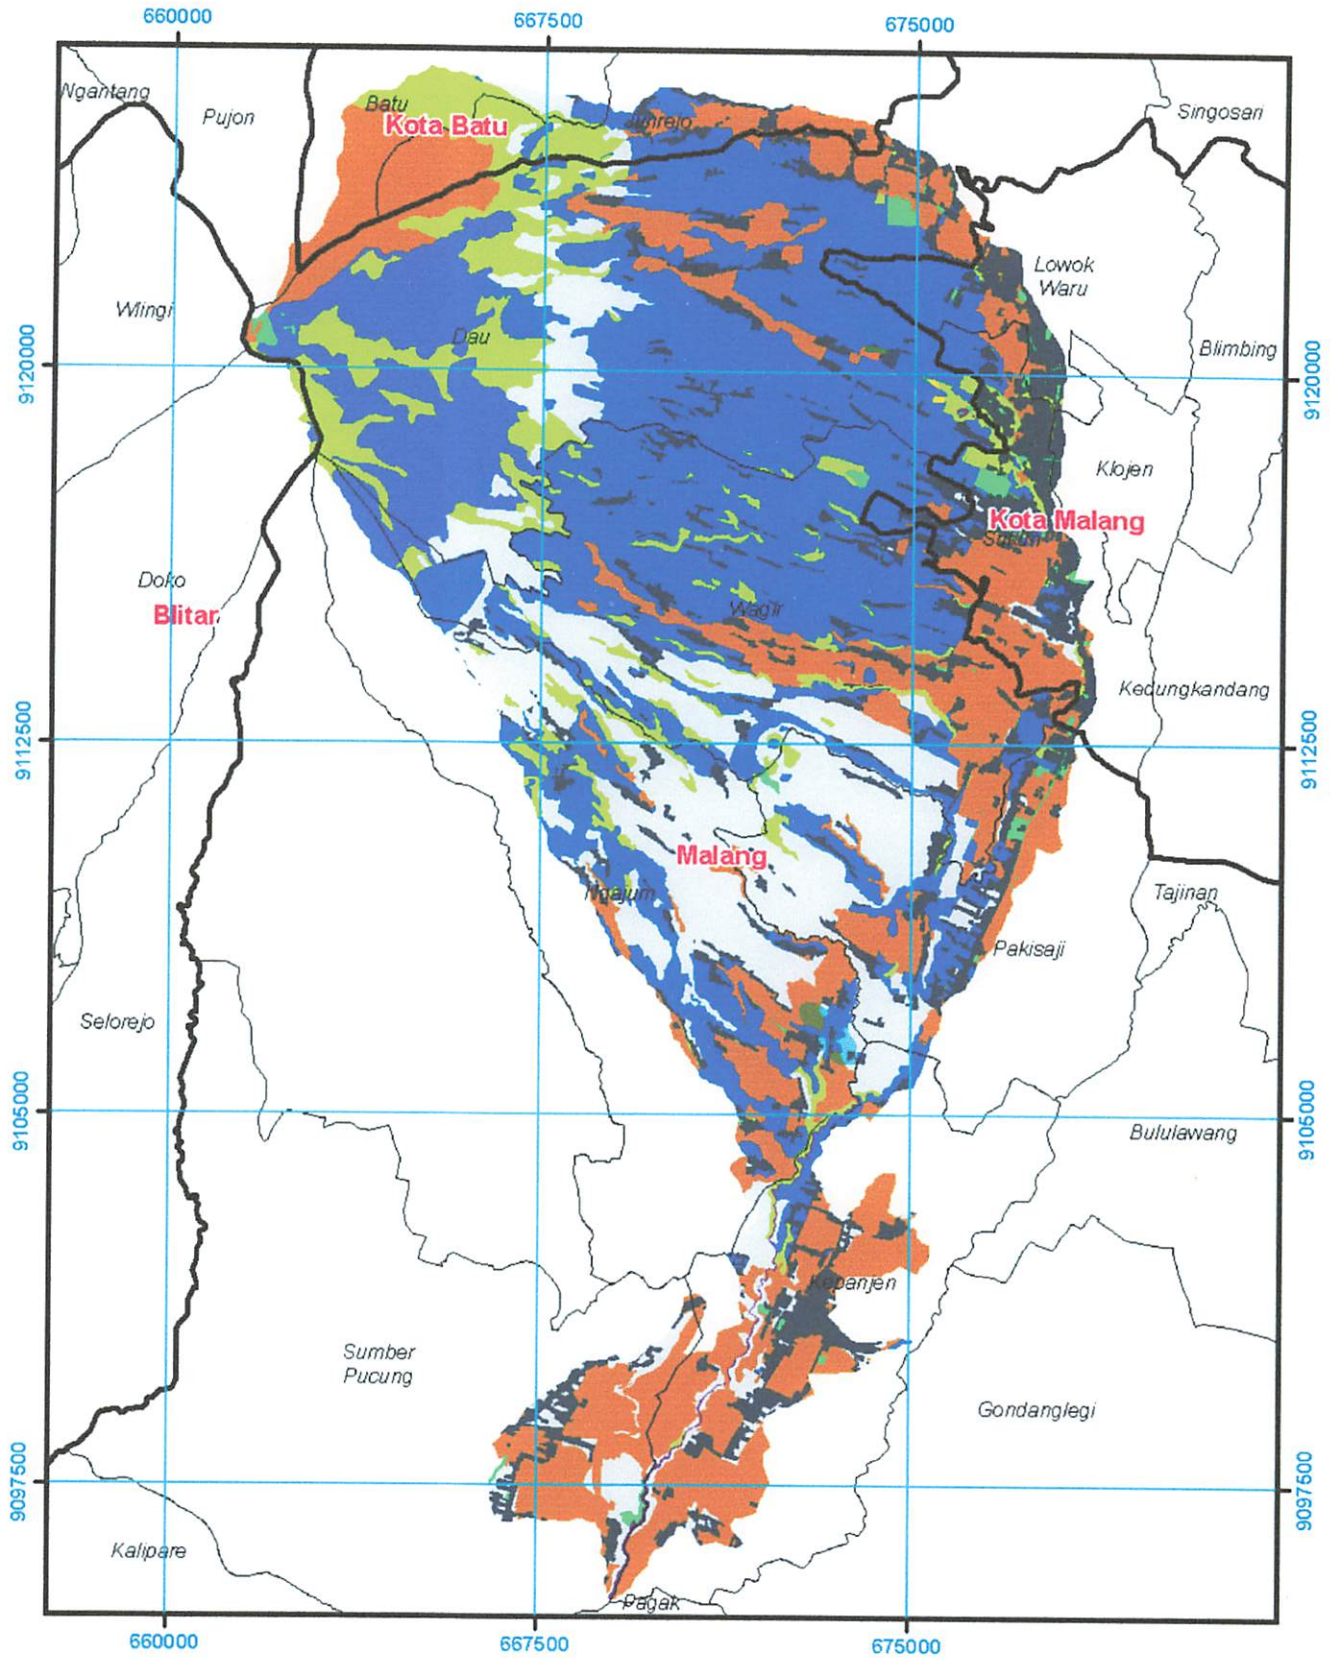 660000
667500
675000
Ngantang
Pujon
Batu
Kota Batu
Singosari
Lowok
Waru
Wlingi
Dau
Blimbing
9120000
9120000
Klojen
Kota Malang
Doko
Blitar
Wagir
Kedungkandang
9112500
9112500
Malang
Ngajum
Tajinan
Pakisaji
Selorejo
9105000
9105000
Bululawang
Kepanjen
Sumber
Pucung
Gondanglegi
9097500
9097500
Kalipare
Pagak
660000
667500
675000